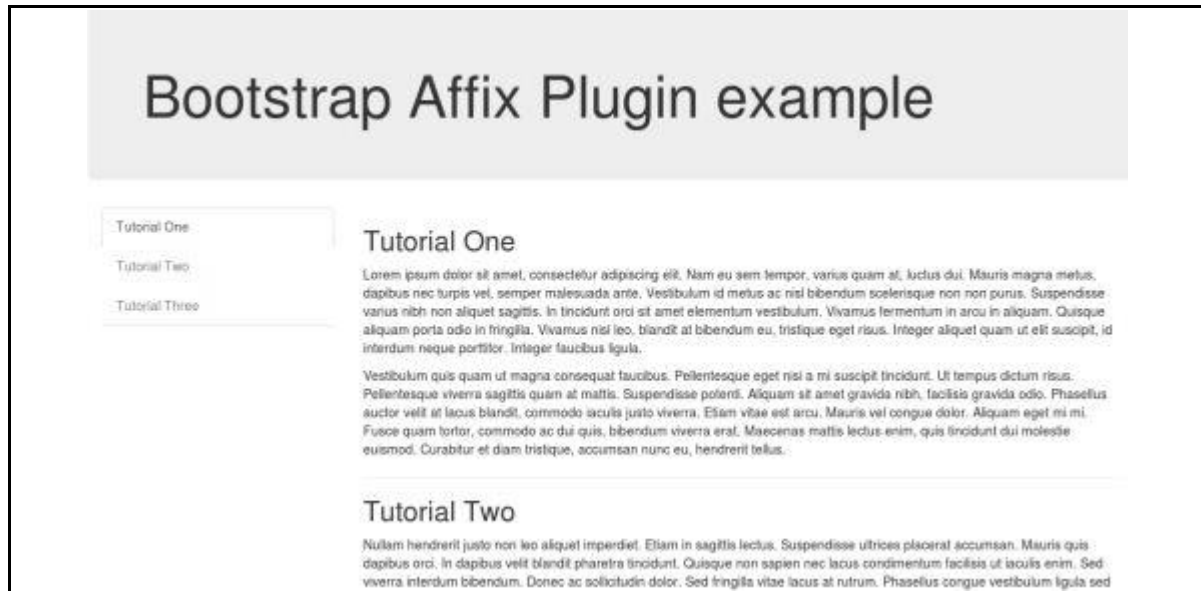 Bootstrap Affix Plugin example
Tutorial One
Tutorial Two
Tutorial Three
Tutorial One
Lorem ipsum dolor sit amet, consectetur adipiscing elit. Nam eu sem tempor, varius quam at, luctus dui. Mauris magna metus,
dapibus nec turpis vel, semper malesuada ante. Vestibulum id metus ac nisl bibendum scelerisque non non purus. Suspendisse
varius nibh non aliquet sagittis. In tincidunt orci sit amet elementum vestibulum. Vivamus fermentum in arcu in aliquam. Quisque
aliquam porta odio in fringilla. Vivamus nisl leo, blandit at bibendum eu, tristique eget risus. Integer aliquet quam ut elit suscipit, id
interdum neque porttitor. Integer faucibus ligula.
Vestibulum quis quam ut magna consequat faucibus. Pellentesque eget nisi a mi suscipit tincidunt. Ut tempus dictum risus.
Pellentesque viverra sagittis quam at mattis. Suspendisse potenti. Aliquam sit amet gravida nibh, facilisis gravida odio. Phasellus
auctor velit at lacus blandit, commodo iaculis justo viverra. Etiam vitae est arcu. Mauris vel congue dolor. Aliquam eget mi mi.
Fusce quam tortor, commodo ac dui quis, bibendum viverra erat. Maecenas mattis lectus enim, quis tincidunt dui molestie
euismod. Curabitur et diam tristique, accumsan nunc eu, hendrerit tellus.
Tutorial Two
Nullam hendrerit justo non leo aliquet imperdiet. Etiam in sagittis lectus. Suspendisse ultrices placerat accumsan. Mauris quis
dapibus orci. In dapibus velit blandit pharetra tincidunt. Quisque non sapien nec lacus condimentum facilisis ut iaculis enim. Sed
viverra interdum bibendum. Donec ac sollicitudin dolor. Sed fringilla vitae lacus at rutrum. Phasellus congue vestibulum ligula sed